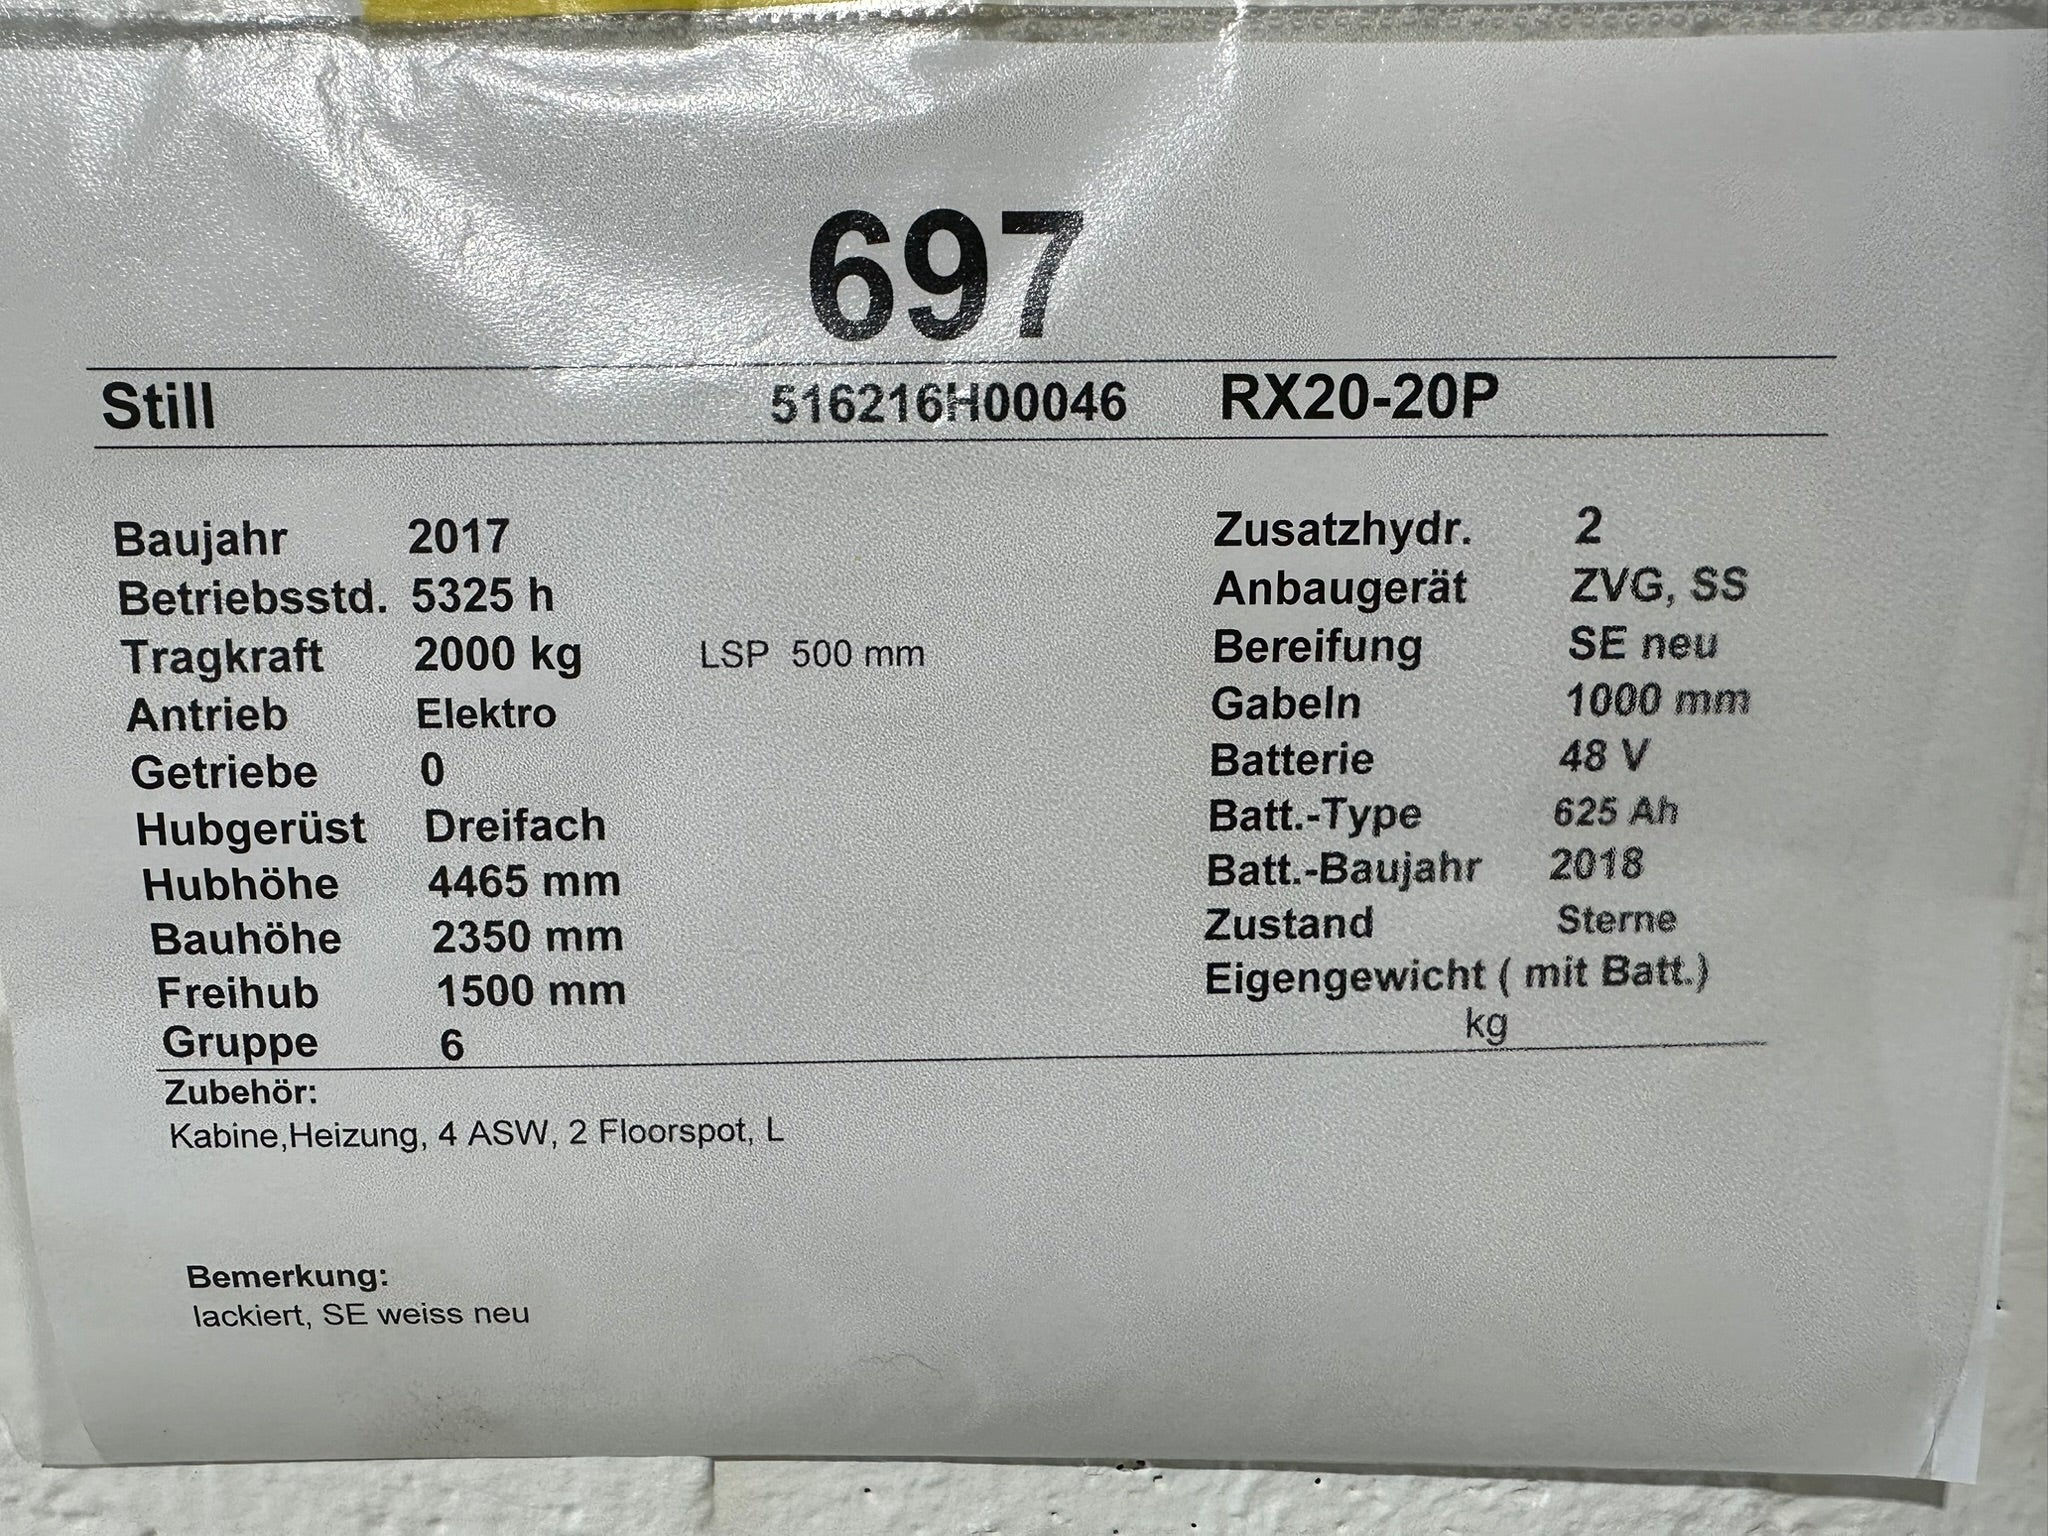 697
Still 516216H00046 RX20-20P
Baujahr 2017
Betriebsstd. 5325 h
Tragkraft 2000 kg LSP 500 mm
Antrieb Elektro
Getriebe 0
Hubgerüst Dreifach
Hubhöhe 4465 mm
Bauhöhe 2350 mm
Freihub 1500 mm
Gruppe 6
Zusatzhydr. 2
Anbaugerät ZVG, SS
Bereifung SE neu
Gabeln 1000 mm
Batterie 48 V
Batt.-Type 625 Ah
Batt.-Baujahr 2018
Zustand Sterne
Eigengewicht ( mit Batt.)
kg
Zubehör:
Kabine,Heizung, 4 ASW, 2 Floorspot, L
Bemerkung:
lackiert, SE weiss neu